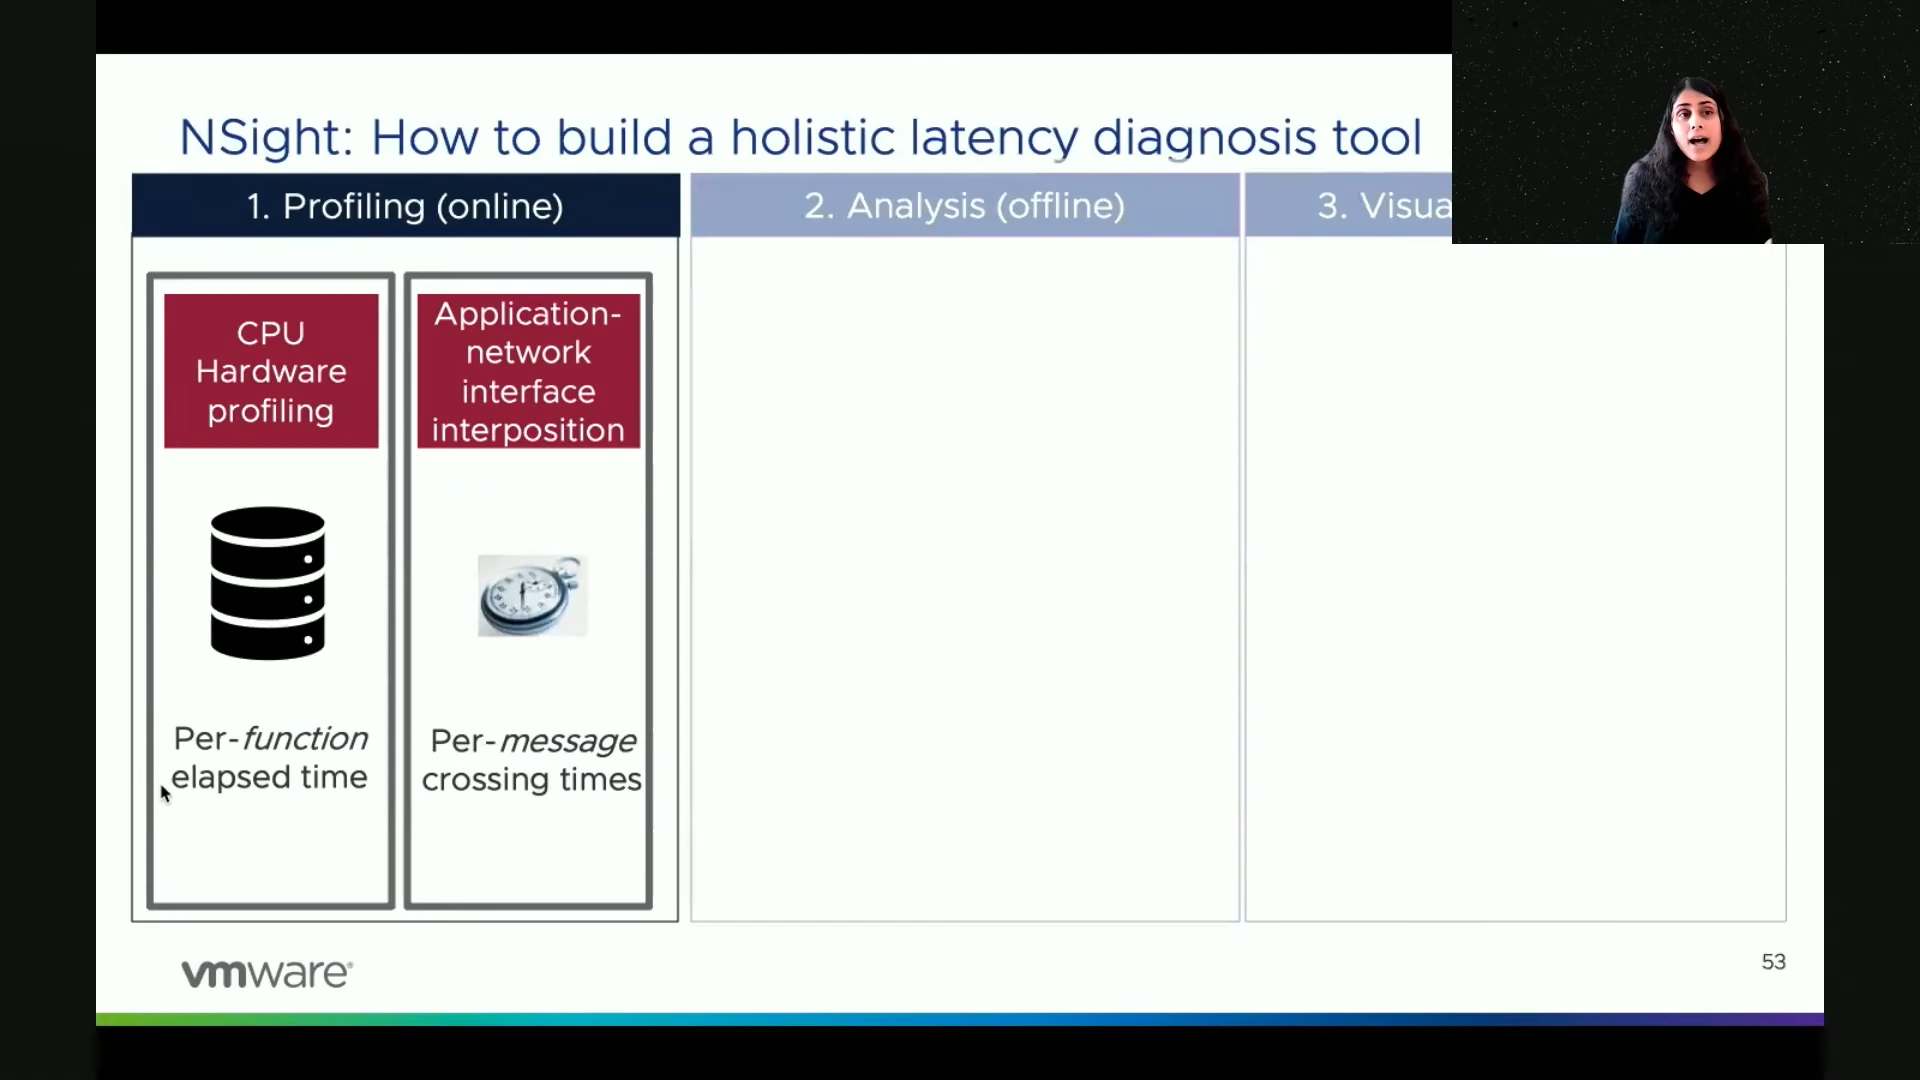 NSight: How to build a holistic latency diagnosis tool
1. Profiling (online)
2. Analysis (offline)
3. Visua
CPU
Hardware
profiling
Application-
network
interface
interposition
Per-function
elapsed time
Per-message
crossing times
vmware
53